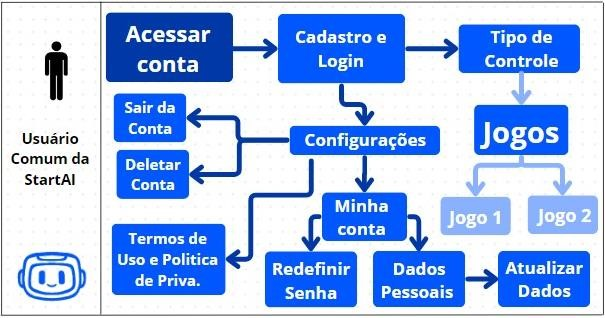 Usuário
Comum da
StartAI
Acessar
conta
Cadastro e
Login
Tipo de
Controle
Sair da
Conta
Deletar
Conta
Configurações
Jogos
Jogo 1
Jogo 2
Minha
conta
Termos de
Uso e Politica
de Priva.
Redefinir
Senha
Dados
Pessoais
Atualizar
Dados